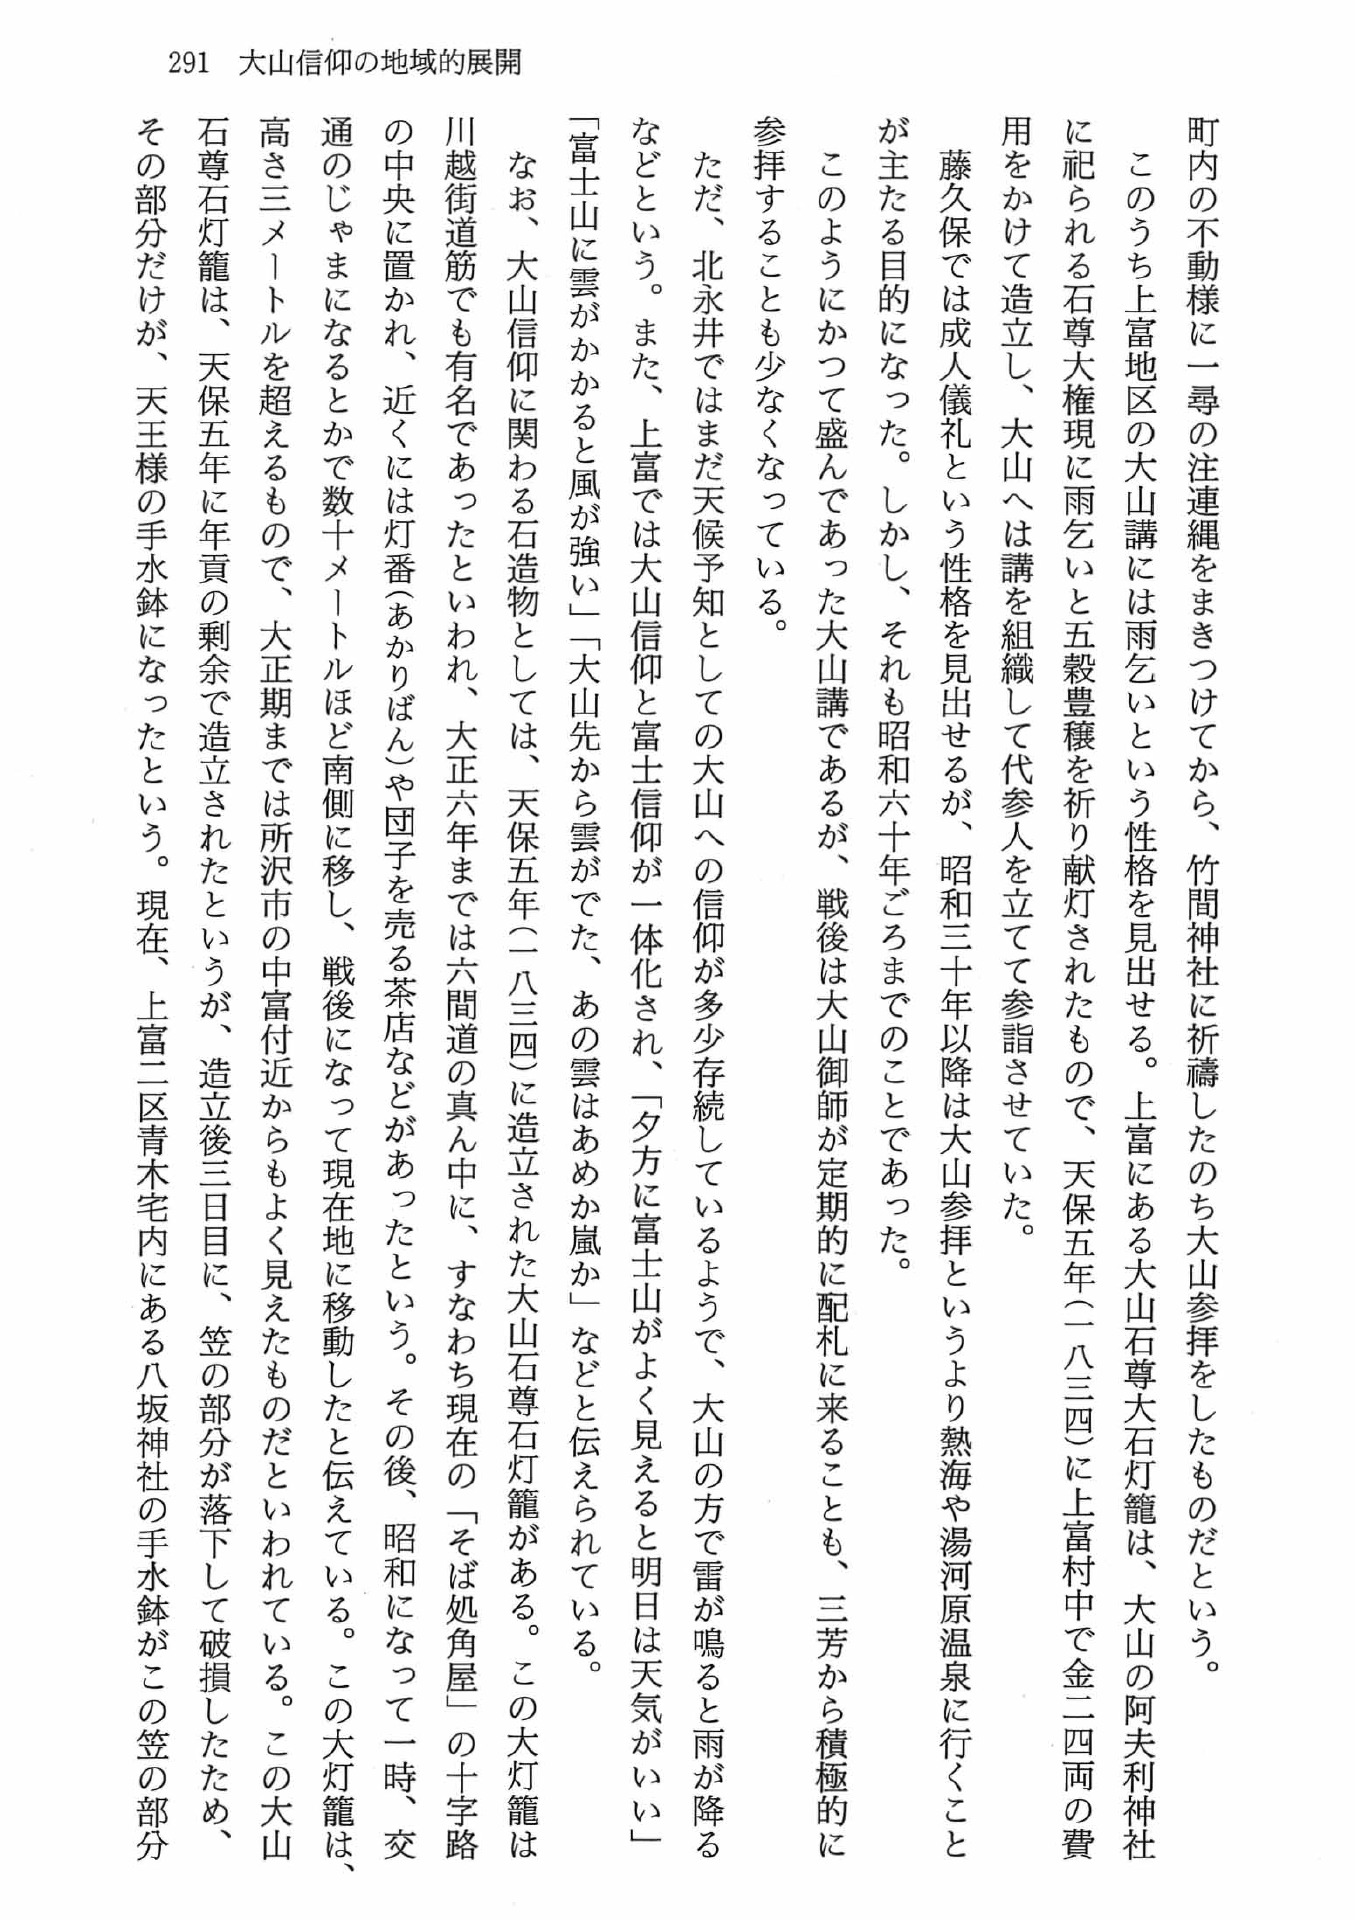 291 大山信仰の地域的展開
町内の不動様に一尋の注連縄をまきつけてから、竹間神社に祈禱したのち大山参拝をしたものだという。
このうち上富地区の大山講には雨乞いという性格を見出せる。上富にある大山石尊大石灯籠は、大山の阿夫利神社
に祀られる石尊大権現に雨乞いと五穀豊穣を祈り献灯されたもので、天保五年(一八三四)に上富村中で金二四両の費
用をかけて造立し、大山へは講を組織して代参人を立てて参詣させていた。
藤久保では成人儀礼という性格を見出せるが、昭和三十年以降は大山参拝というより熱海や湯河原温泉に行くこと
が主たる目的になった。しかし、それも昭和六十年ごろまでのことであった。
このようにかつて盛んであった大山講であるが、戦後は大山御師が定期的に配札に来ることも、三芳から積極的に
参拝することも少なくなっている。
ただ、北永井ではまだ天候予知としての大山への信仰が多少存続しているようで、大山の方で雷が鳴ると雨が降る
などという。また、上富では大山信仰と富士信仰が一体化され、「夕方に富士山がよく見えると明日は天気がいい」
「富士山に雲がかかると風が強い」「大山先から雲がでた、あの雲はあめか嵐か」などと伝えられている。
なお、大山信仰に関わる石造物としては、天保五年(一八三四)に造立された大山石尊石灯籠がある。この大灯籠は
川越街道筋でも有名であったといわれ、大正六年までは六間道の真ん中に、すなわち現在の「そば処角屋」の十字路
の中央に置かれ、近くには灯番(あかりばん)や団子を売る茶店などがあったという。その後、昭和になって一時、交
通のじゃまになるとかで数十メートルほど南側に移し、戦後になって現在地に移動したと伝えている。この大灯籠は、
高さ三メートルを超えるもので、大正期までは所沢市の中富付近からもよく見えたものだといわれている。この大山
石尊石灯籠は、天保五年に年貢の剰余で造立されたというが、造立後三日目に、笠の部分が落下して破損したため、
その部分だけが、天王様の手水鉢になったという。現在、上富二区青木宅内にある八坂神社の手水鉢がこの笠の部分